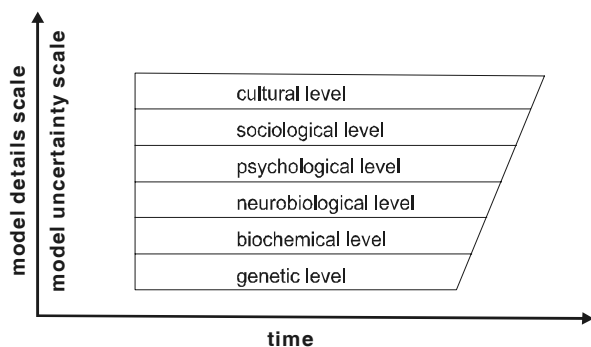 model details scale
model uncertainty scale
cultural level
sociological level
psychological level
neurobiological level
biochemical level
genetic level
time